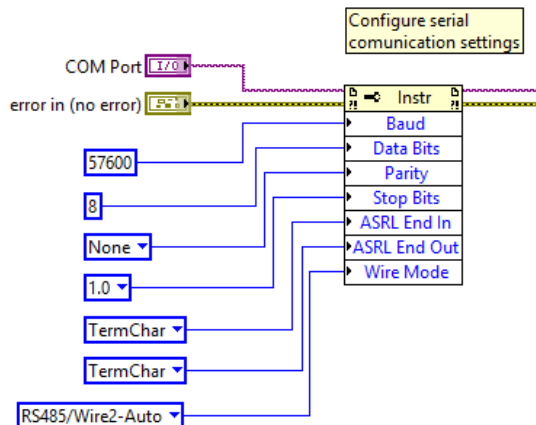 Configure serial
comunication settings
COM Port
I/O
error in (no error)
Instr
Baud
57600
Data Bits
8
Parity
None
Stop Bits
1.0
ASRL End In
TermChar
ASRL End Out
TermChar
Wire Mode
RS485/Wire2-Auto